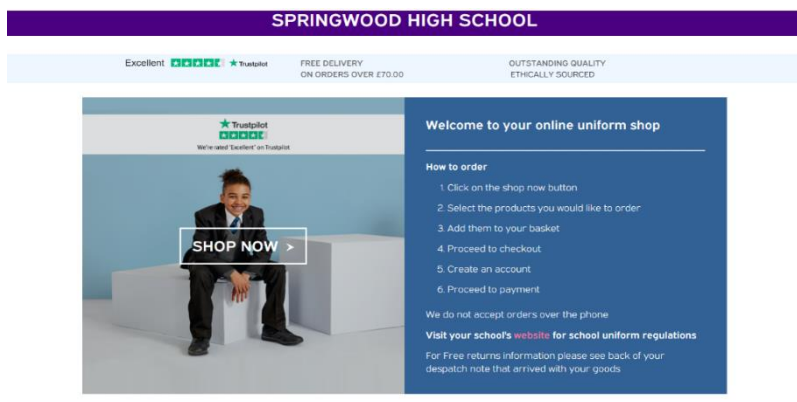 SPRINGWOOD HIGH SCHOOL
Excellent Trustpilot
FREE DELIVERY
ON ORDERS OVER £70.00
OUTSTANDING QUALITY
ETHICALLY SOURCED
Trustpilot
We're rated "Excellent" on Trustpilot
SHOP NOW >
Welcome to your online uniform shop
How to order
1. Click on the shop now button
2. Select the products you would like to order
3. Add them to your basket
4. Proceed to checkout
5. Create an account
6. Proceed to payment
We do not accept orders over the phone
Visit your school's website for school uniform regulations
For Free returns information please see back of your
despatch note that arrived with your goods